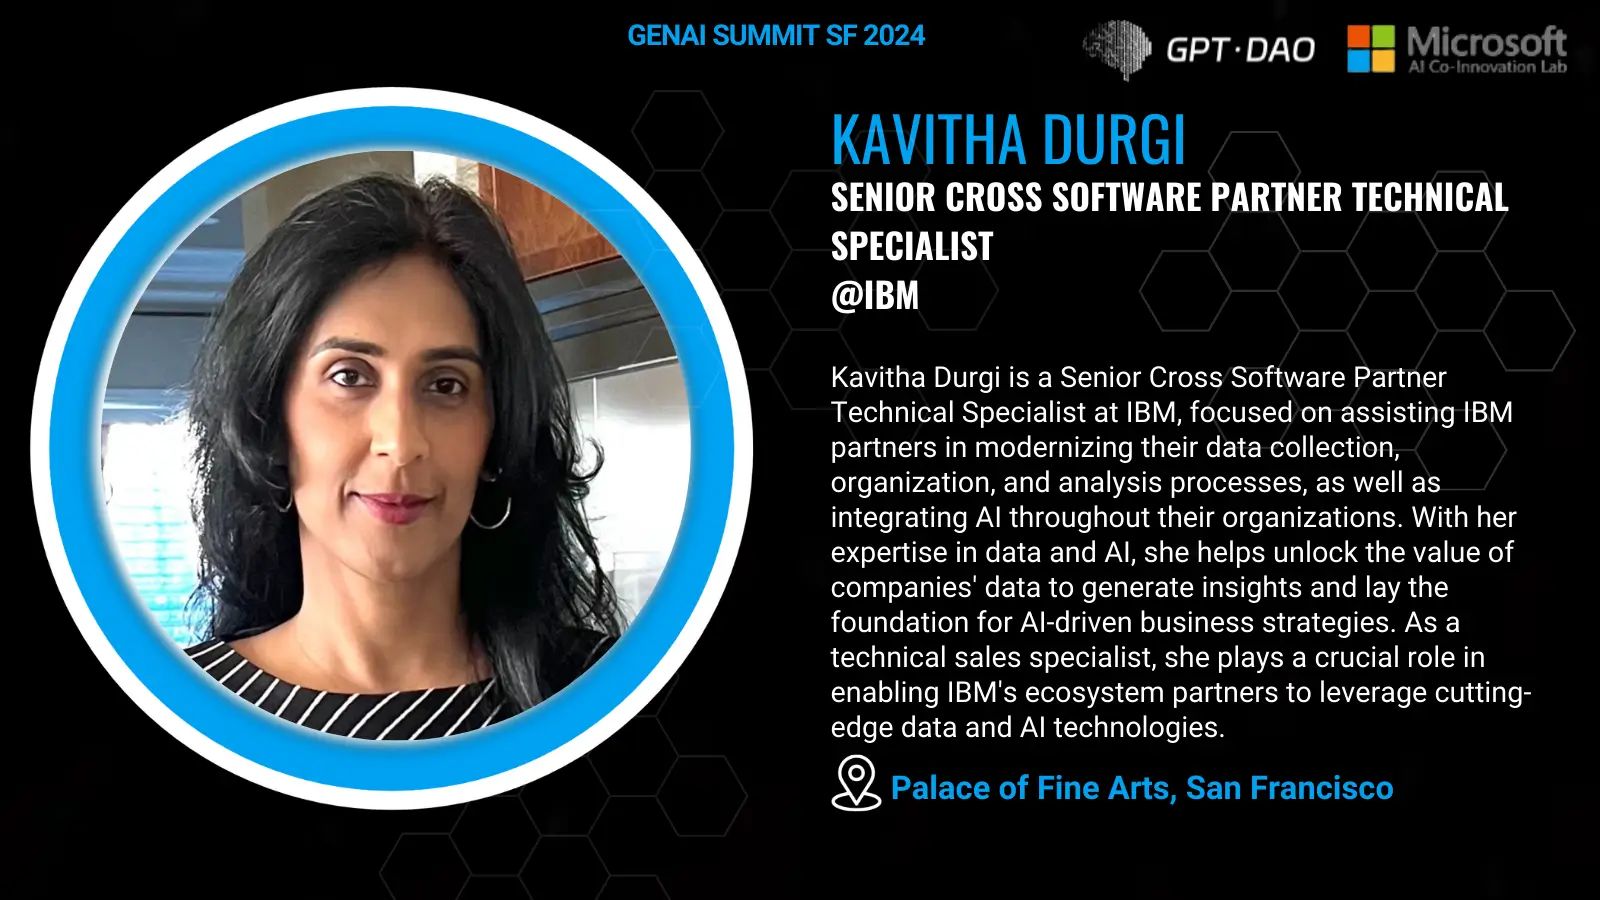 GENAI SUMMIT SF 2024
GPT·DAO
Microsoft
AI Co-Innovation Lab
KAVITHA DURGI
SENIOR CROSS SOFTWARE PARTNER TECHNICAL
SPECIALIST
@IBM
Kavitha Durgi is a Senior Cross Software Partner
Technical Specialist at IBM, focused on assisting IBM
partners in modernizing their data collection,
organization, and analysis processes, as well as
integrating AI throughout their organizations. With her
expertise in data and AI, she helps unlock the value of
companies' data to generate insights and lay the
foundation for AI-driven business strategies. As a
technical sales specialist, she plays a crucial role in
enabling IBM's ecosystem partners to leverage cutting-
edge data and AI technologies.
Palace of Fine Arts, San Francisco